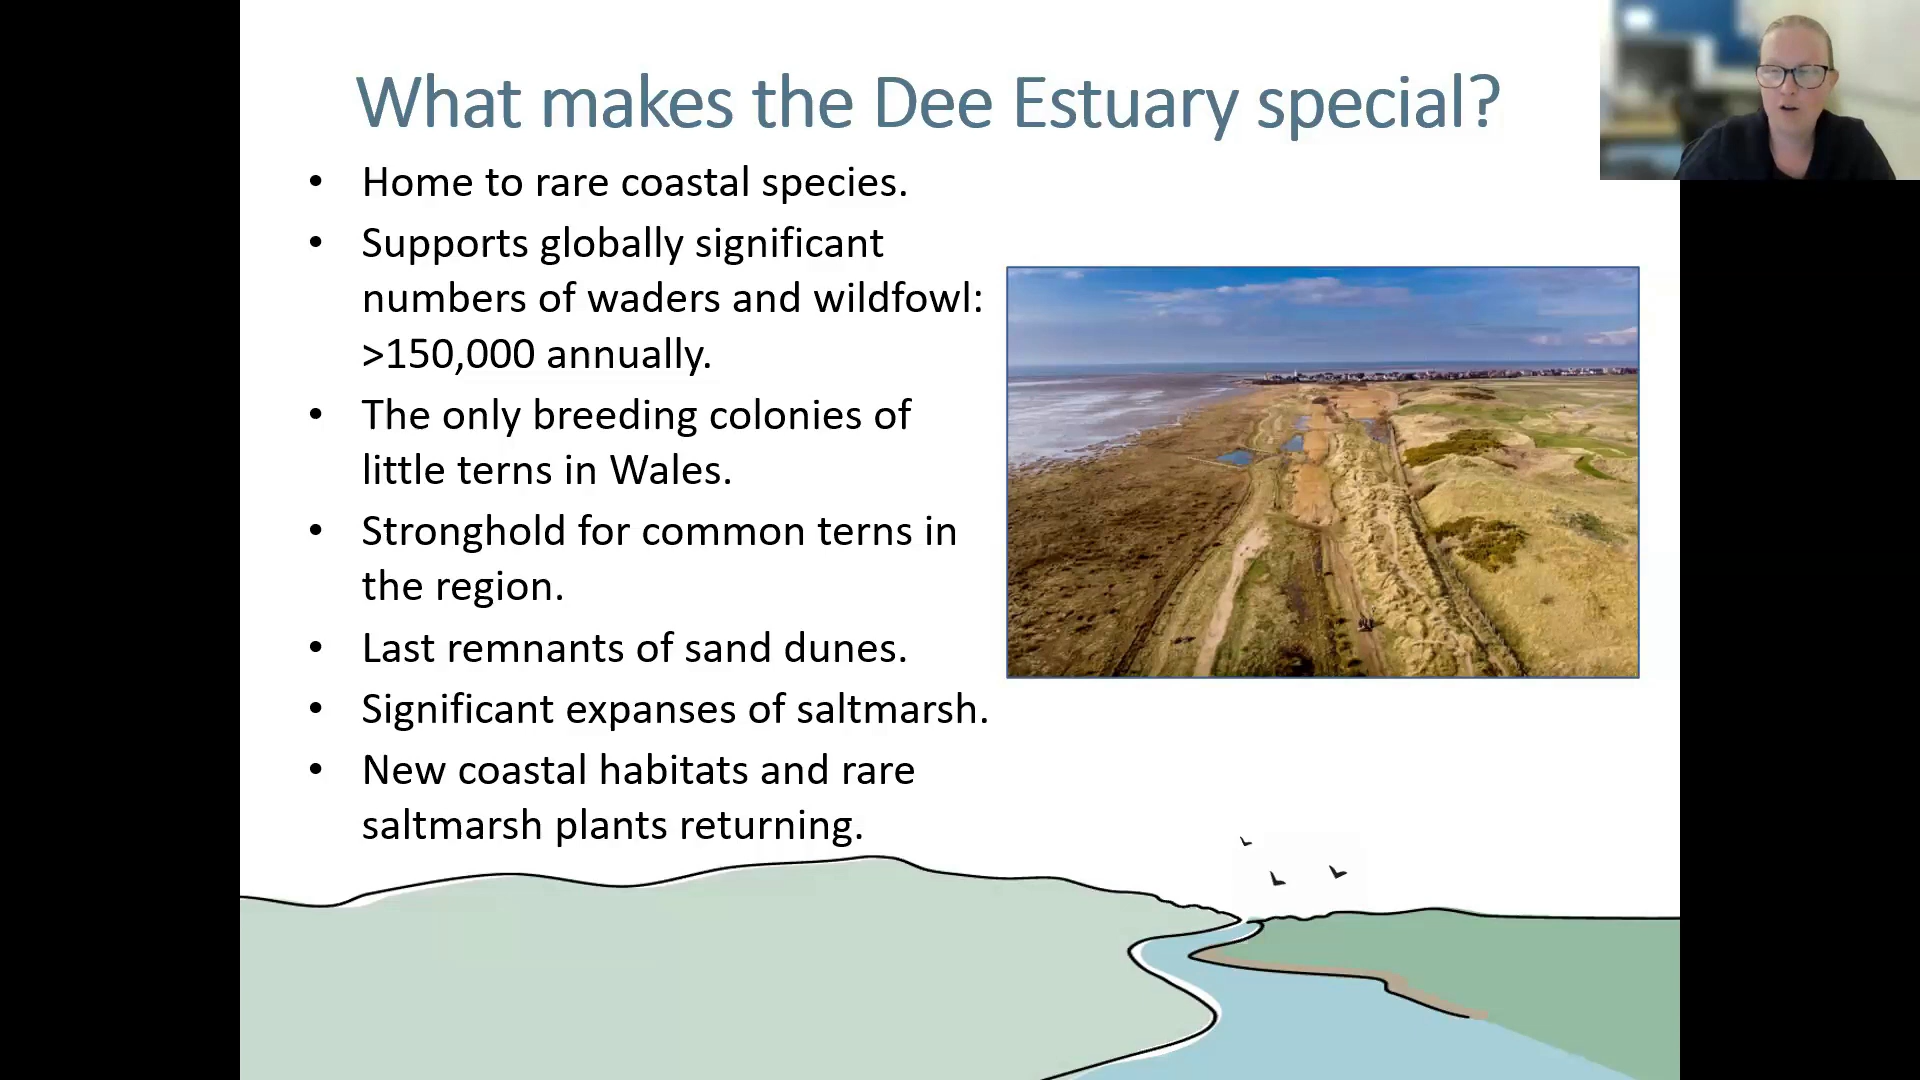 What makes the Dee Estuary special?
• Home to rare coastal species.
• Supports globally significant
numbers of waders and wildfowl:
>150,000 annually.
• The only breeding colonies of
little terns in Wales.
• Stronghold for common terns in
the region.
• Last remnants of sand dunes.
• Significant expanses of saltmarsh.
• New coastal habitats and rare
saltmarsh plants returning.